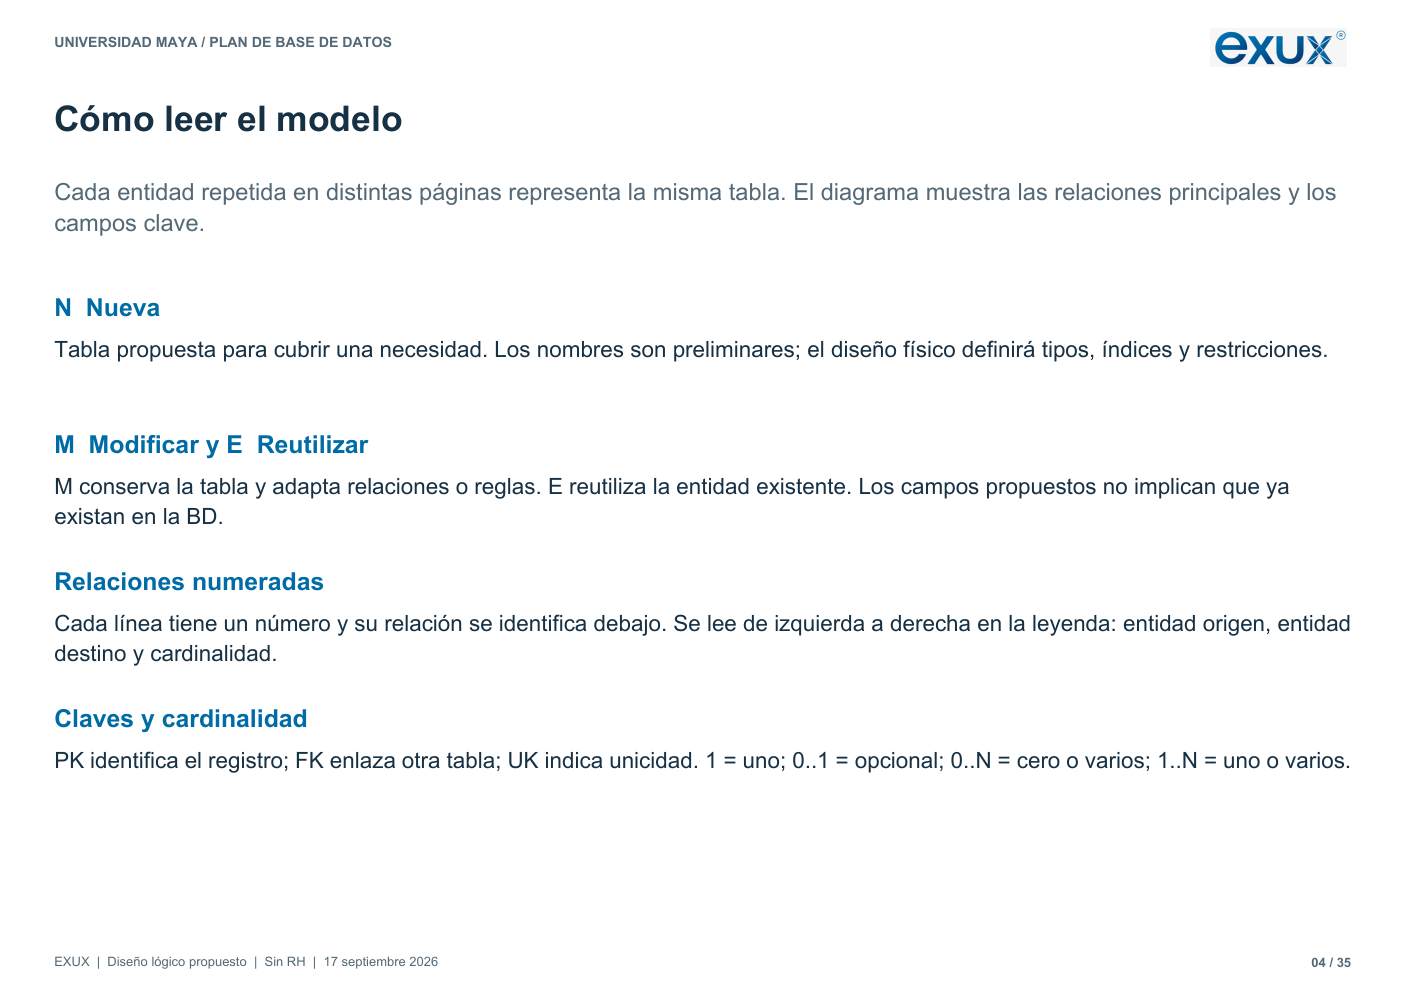 UNIVERSIDAD MAYA / PLAN DE BASE DE DATOS
exux®
Cómo leer el modelo
Cada entidad repetida en distintas páginas representa la misma tabla. El diagrama muestra las relaciones principales y los
campos clave.
N  Nueva
Tabla propuesta para cubrir una necesidad. Los nombres son preliminares; el diseño físico definirá tipos, índices y restricciones.
M  Modificar y E  Reutilizar
M conserva la tabla y adapta relaciones o reglas. E reutiliza la entidad existente. Los campos propuestos no implican que ya
existan en la BD.
Relaciones numeradas
Cada línea tiene un número y su relación se identifica debajo. Se lee de izquierda a derecha en la leyenda: entidad origen, entidad
destino y cardinalidad.
Claves y cardinalidad
PK identifica el registro; FK enlaza otra tabla; UK indica unicidad. 1 = uno; 0..1 = opcional; 0..N = cero o varios; 1..N = uno o varios.
EXUX | Diseño lógico propuesto | Sin RH | 17 septiembre 2026
04 / 35